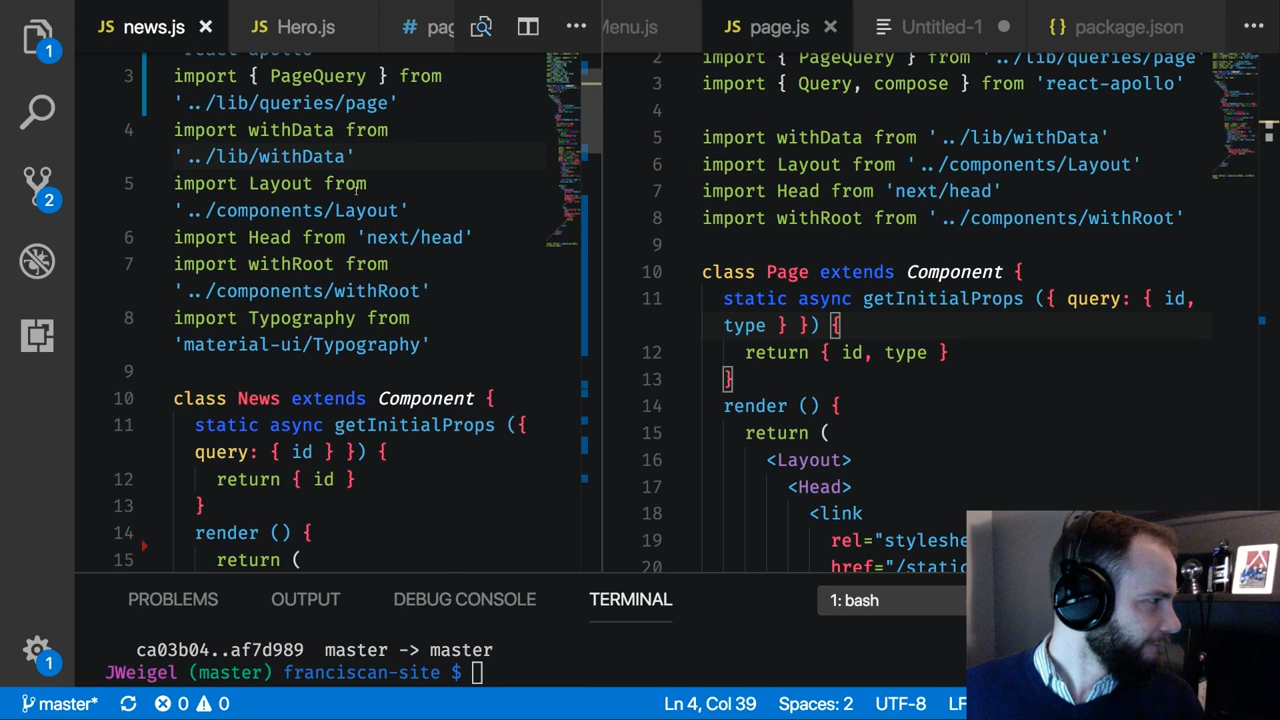 JS news.js ×
JS Hero.js
# pag
Menu.js
JS page.js ×
Untitled-1
{} package.json
1
2
1
'react-apollo'
3 import { PageQuery } from
'../lib/queries/page'
4 import withData from
'../lib/withData'
5 import Layout from
'../components/Layout'
6 import Head from 'next/head'
7 import withRoot from
'../components/withRoot'
8 import Typography from
'material-ui/Typography'
9
10 class News extends Component {
11 static async getInitialProps ({
query: { id } }) {
12 return { id }
13 }
14 render () {
15 return (
2 import { PageQuery } from '../lib/queries/page'
3 import { Query, compose } from 'react-apollo'
4
5 import withData from '../lib/withData'
6 import Layout from '../components/Layout'
7 import Head from 'next/head'
8 import withRoot from '../components/withRoot'
9
10 class Page extends Component {
11 static async getInitialProps ({ query: { id,
type } }) {
12 return { id, type }
13 }
14 render () {
15 return (
16 <Layout>
17 <Head>
18 <link
19 rel="styleshe
20 href="/static
PROBLEMS OUTPUT DEBUG CONSOLE TERMINAL 1: bash
ca03b04..af7d989 master -> master
JWeigel (master) franciscan-site $
master* 0 0 Ln 4, Col 39 Spaces: 2 UTF-8 LF